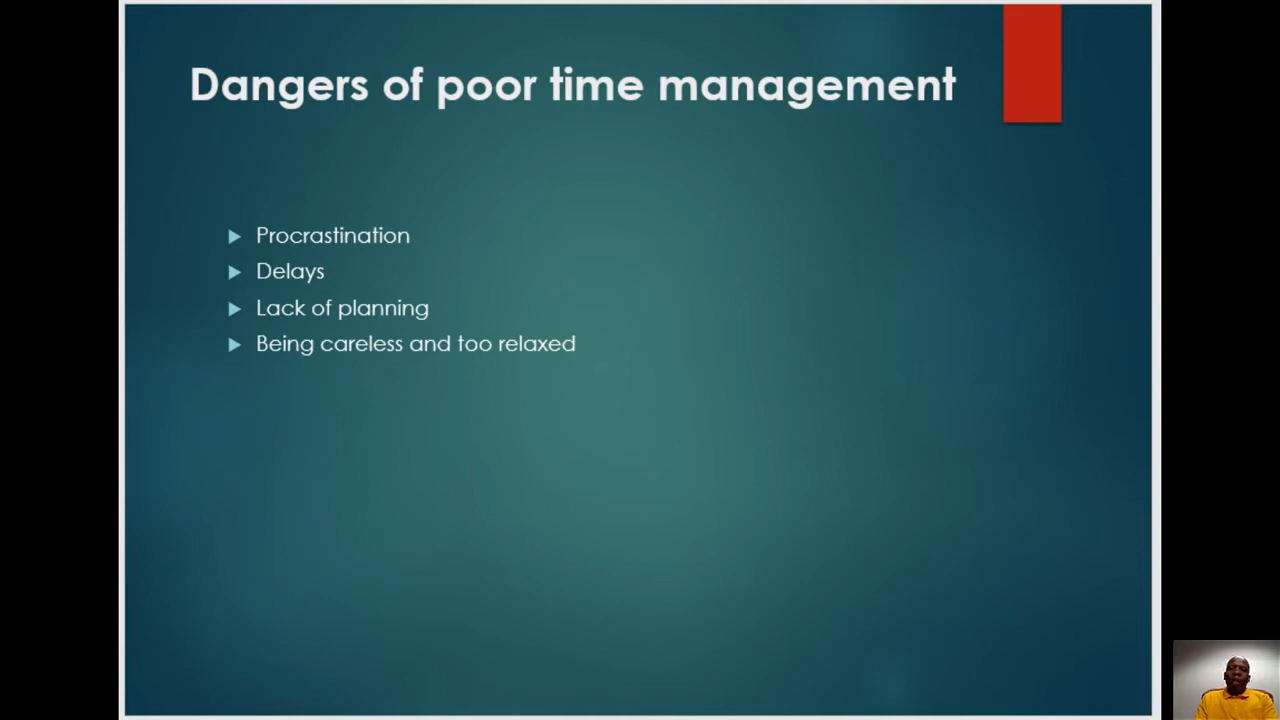 Dangers of poor time management
Procrastination
Delays
Lack of planning
Being careless and too relaxed